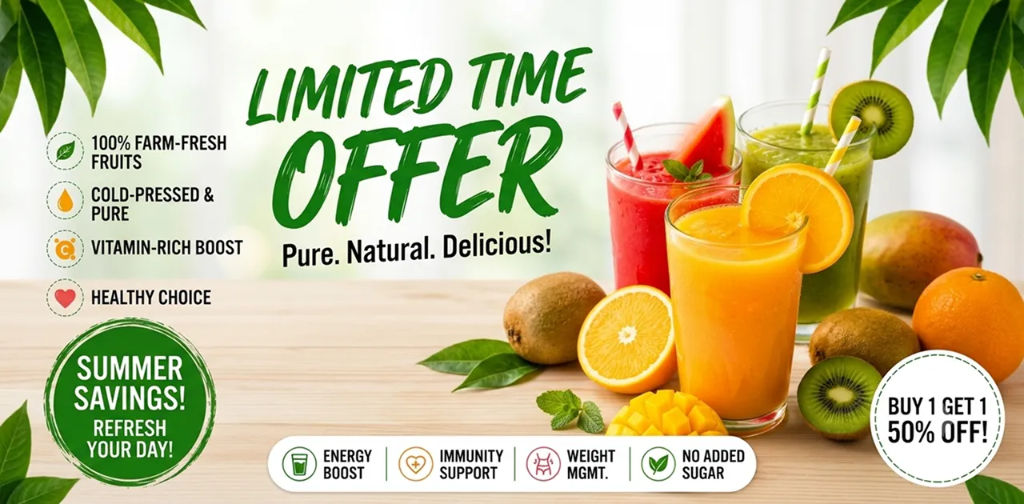 LIMITED TIME
OFFER
Pure. Natural. Delicious!
100% FARM-FRESH
FRUITS
COLD-PRESSED &
PURE
VITAMIN-RICH BOOST
HEALTHY CHOICE
SUMMER
SAVINGS!
REFRESH
YOUR DAY!
ENERGY
BOOST
IMMUNITY
SUPPORT
WEIGHT
MGMT.
NO ADDED
SUGAR
BUY 1 GET 1
50% OFF!
C